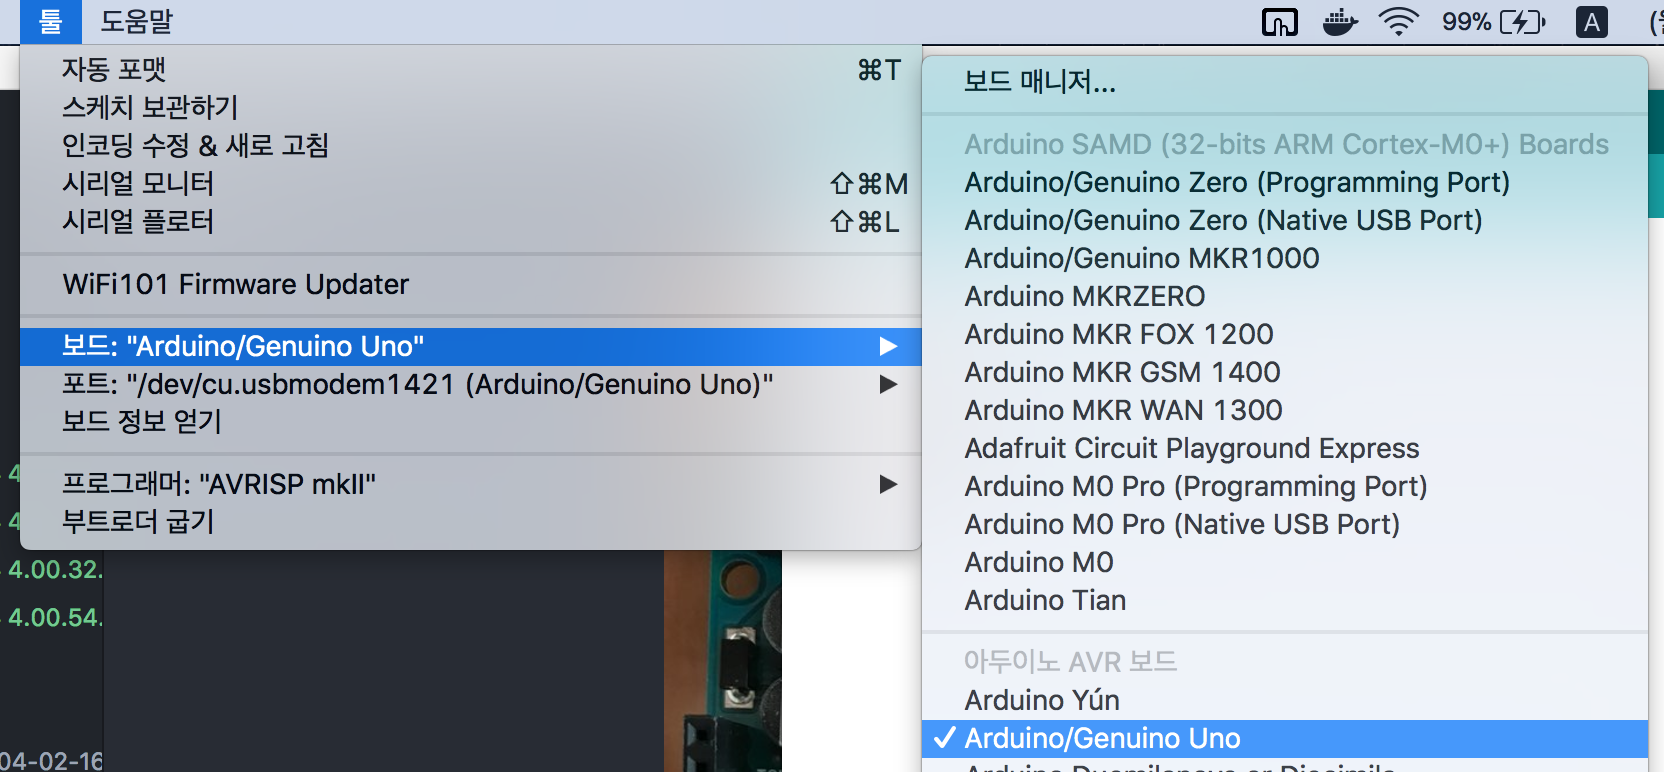 툴 도움말 99% A
자동 포맷 ⌘T
스케치 보관하기
인코딩 수정 & 새로 고침
시리얼 모니터 ⇧⌘M
시리얼 플로터 ⇧⌘L
WiFi101 Firmware Updater
보드: "Arduino/Genuino Uno"
포트: "/dev/cu.usbmodem1421 (Arduino/Genuino Uno)"
보드 정보 얻기
프로그래머: "AVRISP mkII"
부트로더 굽기
보드 매니저...
Arduino SAMD (32-bits ARM Cortex-M0+) Boards
Arduino/Genuino Zero (Programming Port)
Arduino/Genuino Zero (Native USB Port)
Arduino/Genuino MKR1000
Arduino MKRZERO
Arduino MKR FOX 1200
Arduino MKR GSM 1400
Arduino MKR WAN 1300
Adafruit Circuit Playground Express
Arduino M0 Pro (Programming Port)
Arduino M0 Pro (Native USB Port)
Arduino M0
Arduino Tian
아두이노 AVR 보드
Arduino Yún
✓ Arduino/Genuino Uno
4
4
4.00.32.
4.00.54.
04-02-16